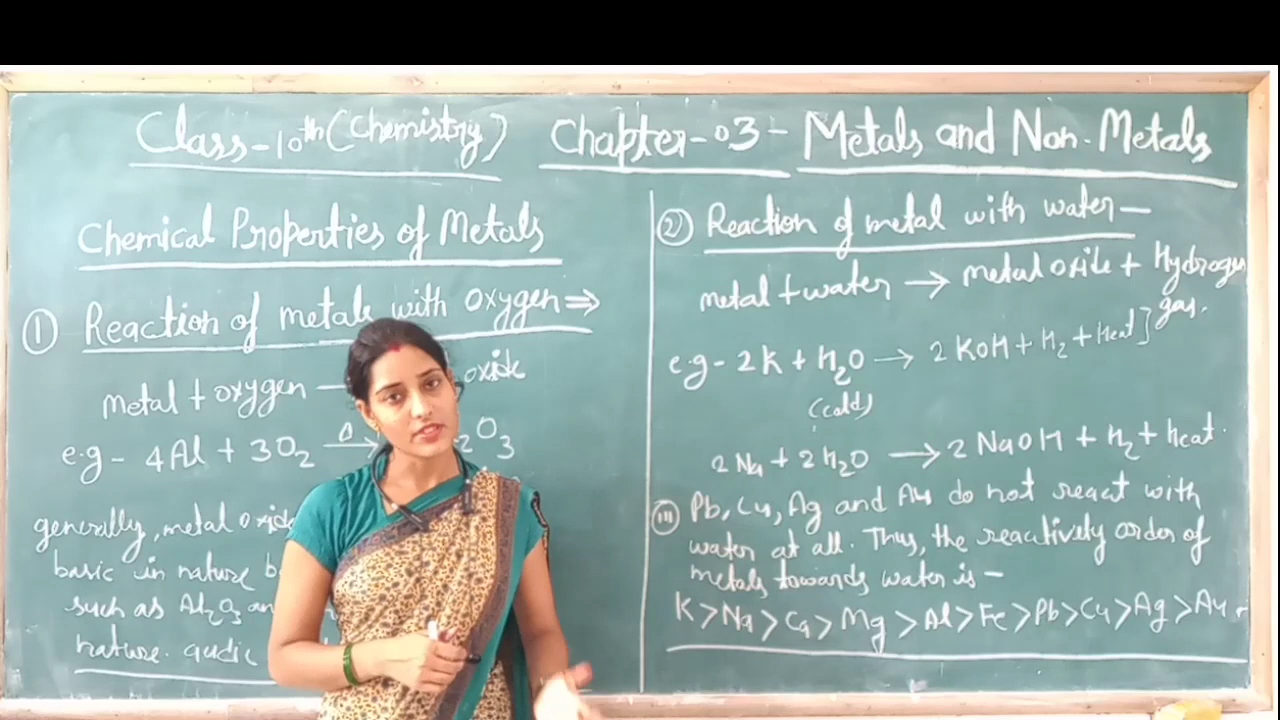 Class-10th (Chemistry) Chapter-03- Metals and Non-Metals
Chemical Properties of Metals
① Reaction of metals with oxygen ⇒
Metal + oxygen — oxide
e.g- 4Al + 3O₂ —Δ→ ₂O₃
generally, metal oxide
basic in nature b
such as Al₂O₃ an
nature. acidic
② Reaction of metal with water—
metal + water → metal oxide + Hydrogen
gas.
e.g- 2K + H₂O → 2KOH + H₂ + Heat]
(cold)
2Na + 2H₂O → 2NaOH + H₂ + heat.
(iii) Pb, Cu, Ag and Au do not react with
water at all. Thus, the reactively order of
metals towards water is —
K > Na > Ca > Mg > Al > Fe > Pb > Cu > Ag > Au.